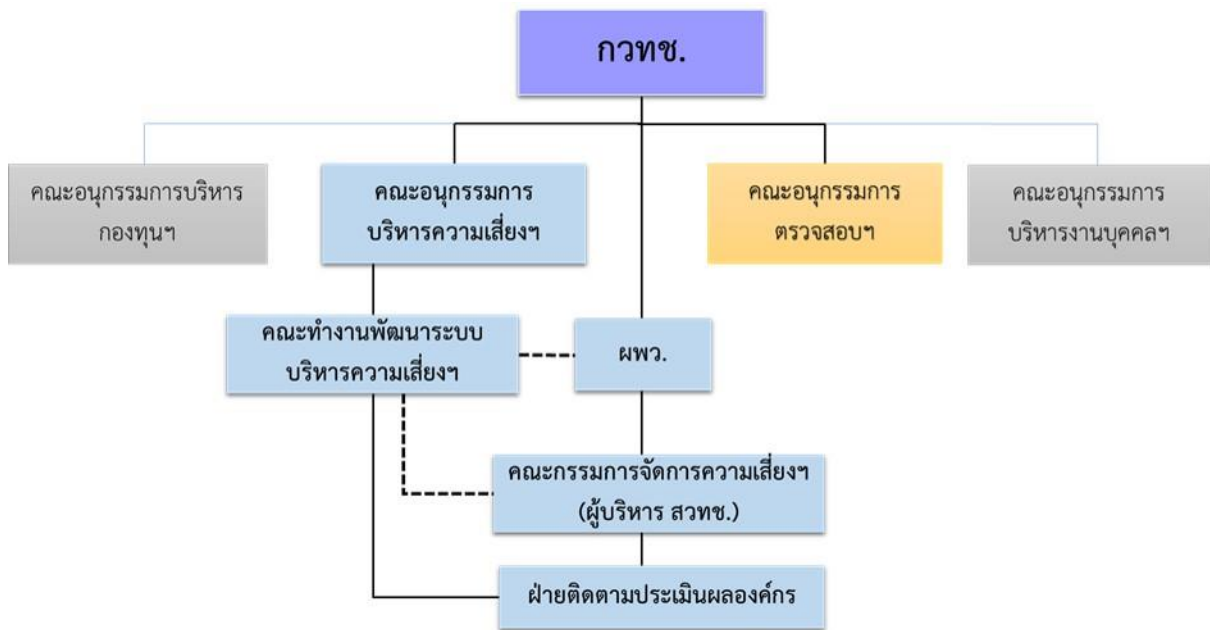 กวทช.
คณะอนุกรรมการบริหาร
กองทุนฯ
คณะอนุกรรมการ
บริหารความเสี่ยงฯ
คณะอนุกรรมการ
ตรวจสอบฯ
คณะอนุกรรมการ
บริหารงานบุคคลฯ
คณะทำงานพัฒนาระบบ
บริหารความเสี่ยงฯ
ผพว.
คณะกรรมการจัดการความเสี่ยงฯ
(ผู้บริหาร สวทช.)
ฝ่ายติดตามประเมินผลองค์กร